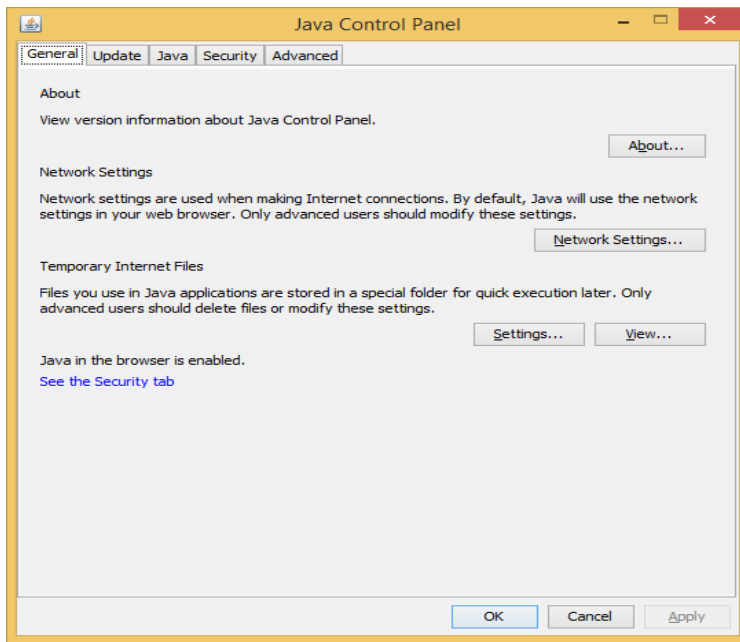 Java Control Panel
General Update Java Security Advanced
About
View version information about Java Control Panel.
About...
Network Settings
Network settings are used when making Internet connections. By default, Java will use the network
settings in your web browser. Only advanced users should modify these settings.
Network Settings...
Temporary Internet Files
Files you use in Java applications are stored in a special folder for quick execution later. Only
advanced users should delete files or modify these settings.
Settings... View...
Java in the browser is enabled.
See the Security tab
OK Cancel Apply